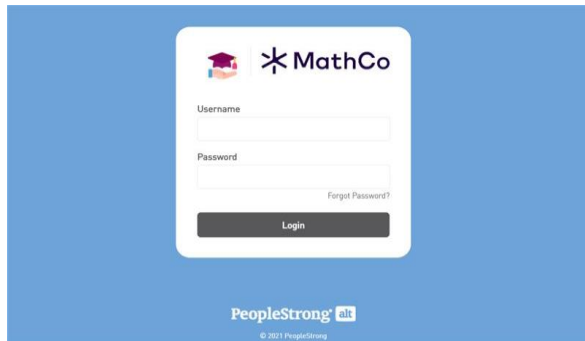 MathCo
Username
Password
Forgot Password?
Login
PeopleStrong alt
© 2021 PeopleStrong